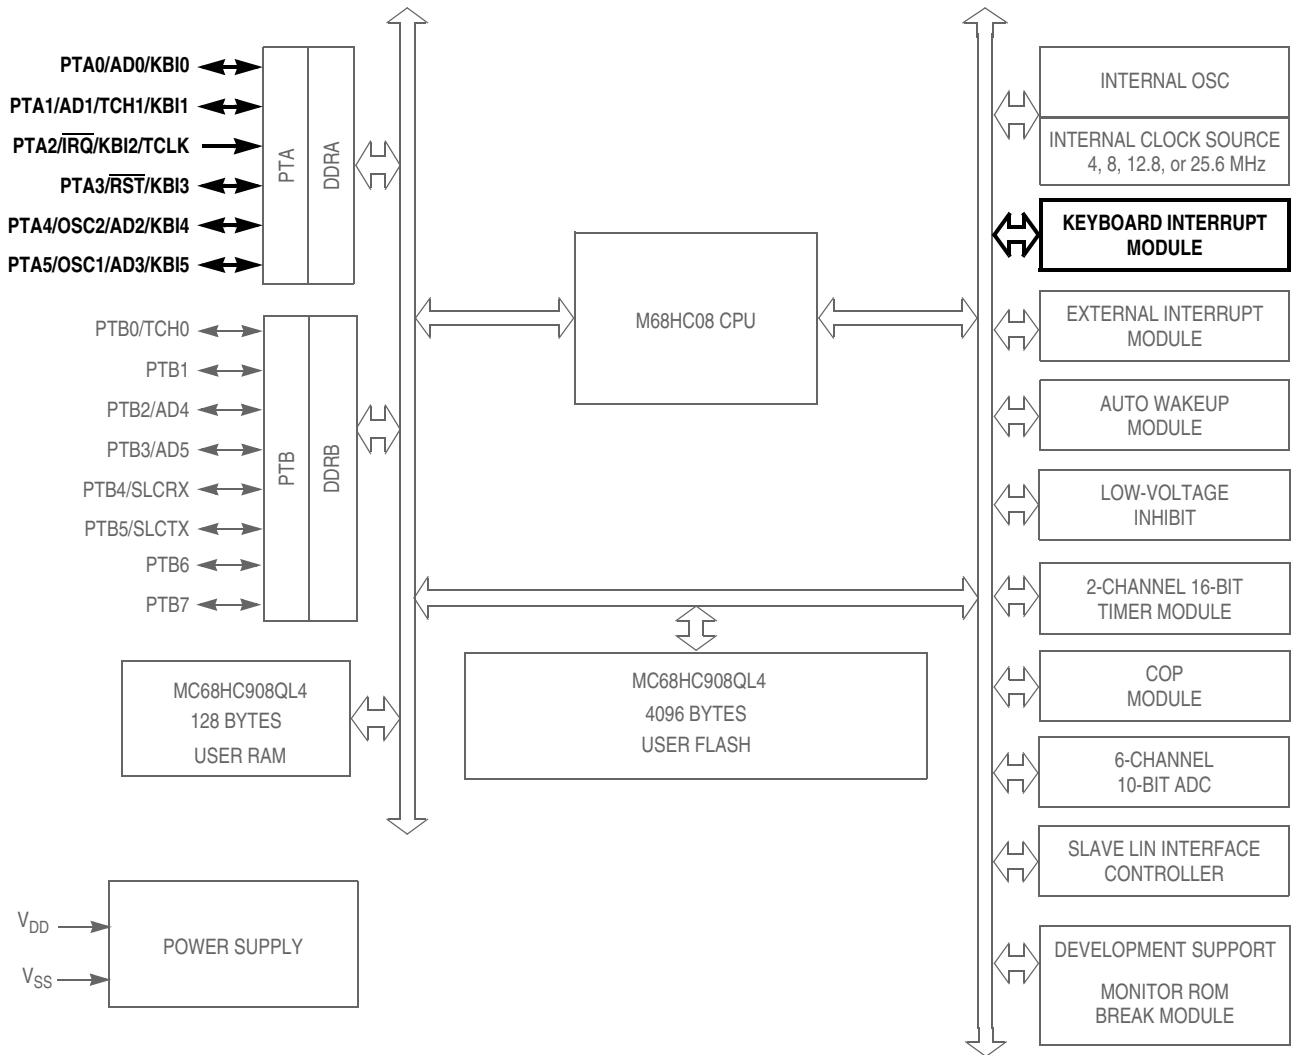 PTA0/AD0/KBI0
PTA1/AD1/TCH1/KBI1
PTA2/IRQ/KBI2/TCLK
PTA3/RST/KBI3
PTA4/OSC2/AD2/KBI4
PTA5/OSC1/AD3/KBI5
PTA
DDRA
PTB0/TCH0
PTB1
PTB2/AD4
PTB3/AD5
PTB4/SLCRX
PTB5/SLCTX
PTB6
PTB7
PTB
DDRB
M68HC08 CPU
MC68HC908QL4
128 BYTES
USER RAM
MC68HC908QL4
4096 BYTES
USER FLASH
VDD
VSS
POWER SUPPLY
INTERNAL OSC
INTERNAL CLOCK SOURCE
4, 8, 12.8, or 25.6 MHz
KEYBOARD INTERRUPT
MODULE
EXTERNAL INTERRUPT
MODULE
AUTO WAKEUP
MODULE
LOW-VOLTAGE
INHIBIT
2-CHANNEL 16-BIT
TIMER MODULE
COP
MODULE
6-CHANNEL
10-BIT ADC
SLAVE LIN INTERFACE
CONTROLLER
DEVELOPMENT SUPPORT
MONITOR ROM
BREAK MODULE